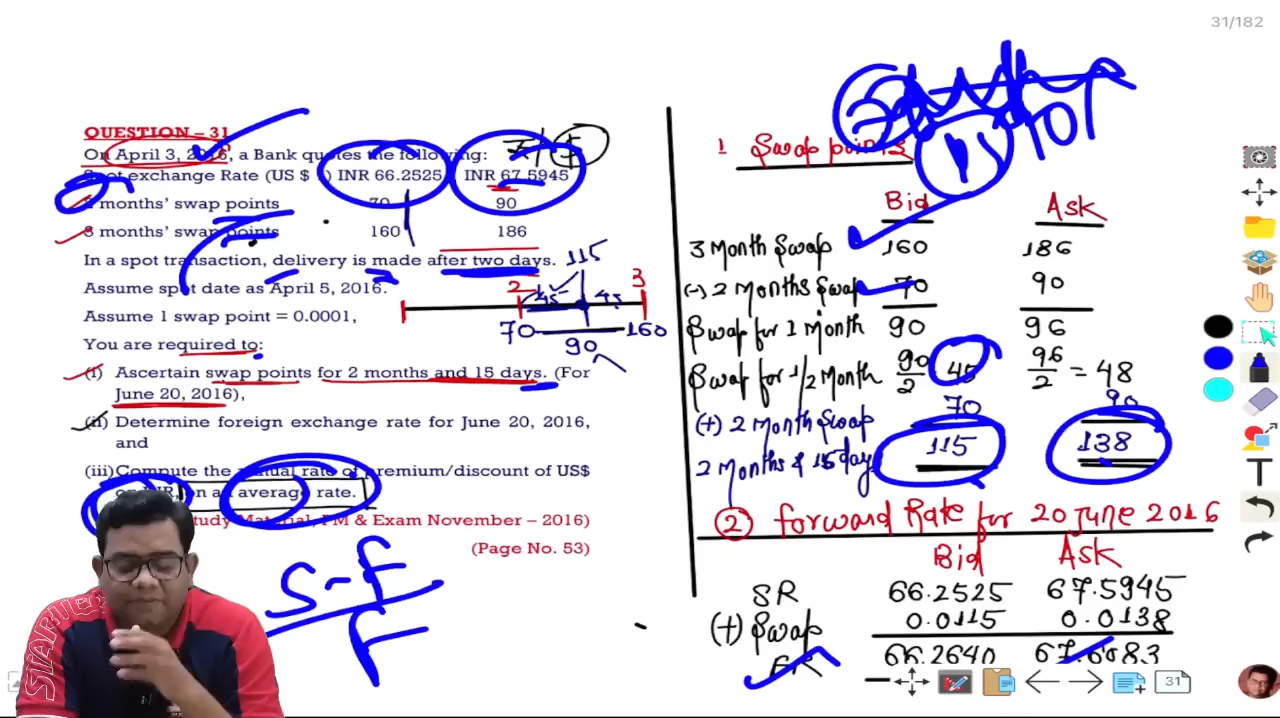 31/182
QUESTION – 31
On April 3, 2016, a Bank quotes the following:
Spot exchange Rate (US $ ) INR 66.2525 INR 67.5945
2 months' swap points 70 90
3 months' swap points 160 186
In a spot transaction, delivery is made after two days.
Assume spot date as April 5, 2016.
Assume 1 swap point = 0.0001,
You are required to:
(i) Ascertain swap points for 2 months and 15 days. (For
June 20, 2016),
(ii) Determine foreign exchange rate for June 20, 2016,
and
(iii) Compute the annual rate of premium/discount of US$
on INR, on an average rate.
Study Material, PM & Exam November – 2016)
(Page No. 53)
115
2 3
45 45
70 160
90
S-F
F
1 Swap points
Bid Ask
3 Month Swap 160 186
(-) 2 Months Swap 70 90
Swap for 1 Month 90 96
Swap for 1/2 Month 90/2 45 96/2 = 48
(+) 2 Month Swap 70 90
2 Months & 15 days 115 138
2 Forward Rate for 20 June 2016
Bid Ask
SR 66.2525 67.5945
(+) Swap 0.0115 0.0138
FR 66.2640 67.6083
31
STARIE